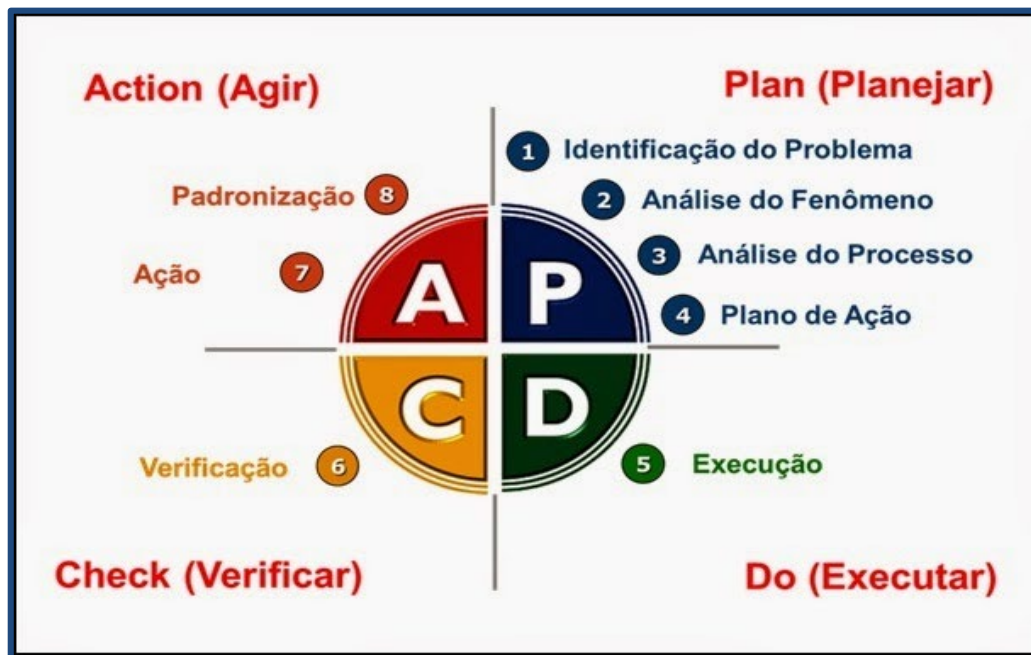 Action (Agir)
Plan (Planejar)
1 Identificação do Problema
2 Análise do Fenômeno
3 Análise do Processo
4 Plano de Ação
8 Padronização
7 Ação
A P
C D
6 Verificação
5 Execução
Check (Verificar)
Do (Executar)